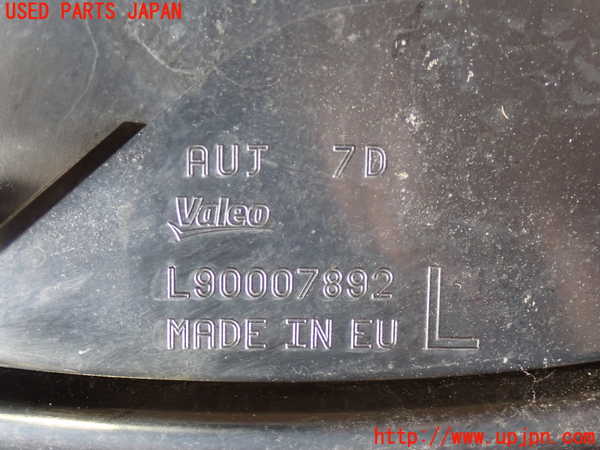 USED PARTS JAPAN
AUJ 7D
Valeo
L90007892
MADE IN EU
L
http://www.upjpn.com